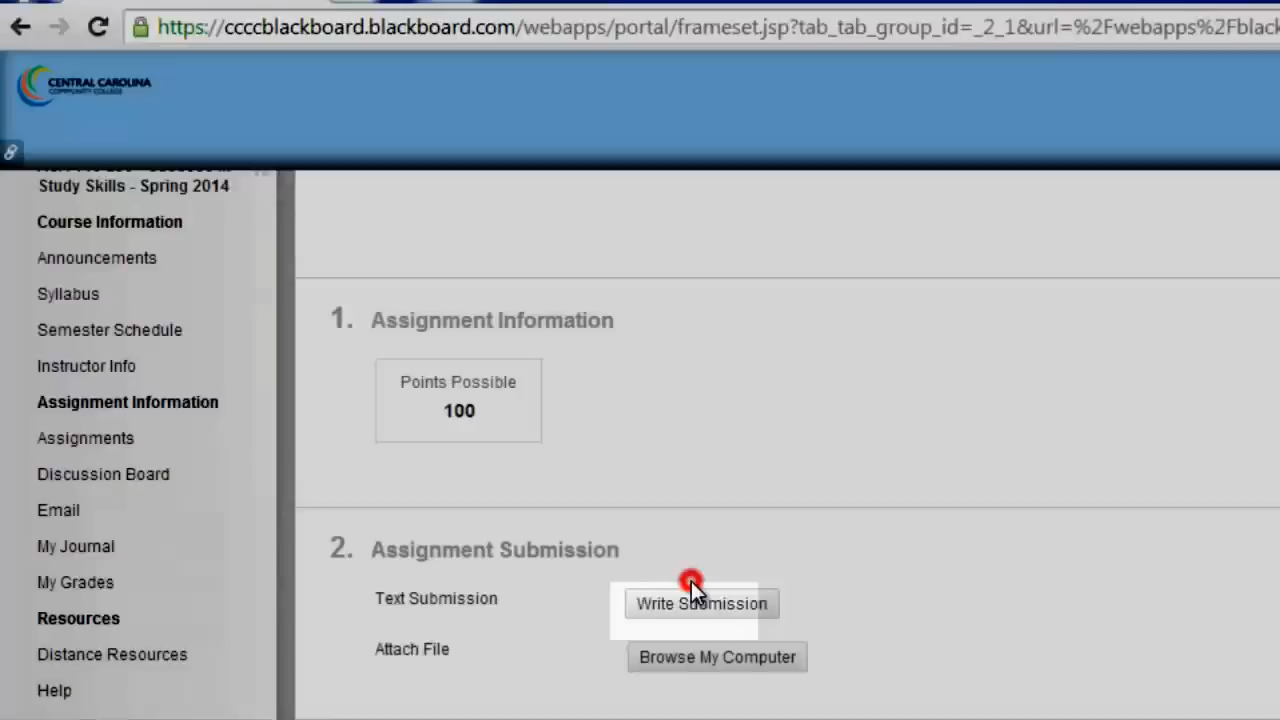 https://ccccblackboard.blackboard.com/webapps/portal/frameset.jsp?tab_tab_group_id=_2_1&url=%2Fwebapps%2Fblack
CENTRAL CAROLINA
COMMUNITY COLLEGE
Study Skills - Spring 2014
Course Information
Announcements
Syllabus
Semester Schedule
Instructor Info
Assignment Information
Assignments
Discussion Board
Email
My Journal
My Grades
Resources
Distance Resources
Help
1. Assignment Information
Points Possible
100
2. Assignment Submission
Text Submission
Write Submission
Attach File
Browse My Computer